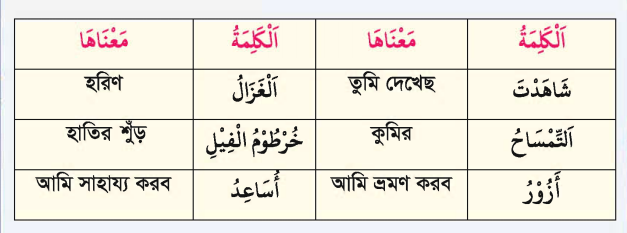 اَلْكَلِمَةُ مَعْنَاهَا اَلْكَلِمَةُ مَعْنَاهَا
شَاهَدْتَ তুমি দেখেছ اَلْغَزَالُ হরিণ
اَلتِّمْسَاحُ কুমির خُرْطُوْمُ الْفِيْلِ হাতির শুঁড়
أَزُوْرُ আমি ভ্রমণ করব أُسَاعِدُ আমি সাহায্য করব